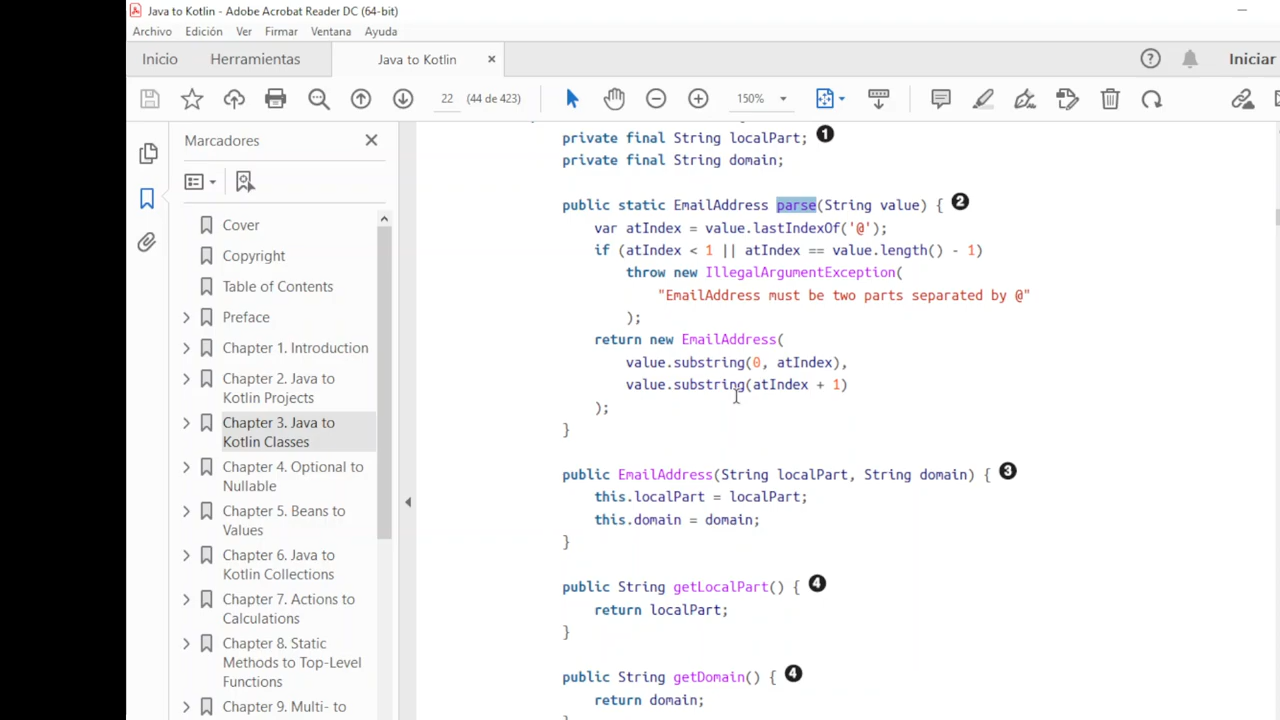 Java to Kotlin - Adobe Acrobat Reader DC (64-bit)
Archivo Edición Ver Firmar Ventana Ayuda
Inicio Herramientas Java to Kotlin × ? Iniciar
22 (44 de 423) 150%
Marcadores
Cover
Copyright
Table of Contents
Preface
Chapter 1. Introduction
Chapter 2. Java to
Kotlin Projects
Chapter 3. Java to
Kotlin Classes
Chapter 4. Optional to
Nullable
Chapter 5. Beans to
Values
Chapter 6. Java to
Kotlin Collections
Chapter 7. Actions to
Calculations
Chapter 8. Static
Methods to Top-Level
Functions
Chapter 9. Multi- to
private final String localPart; ❶
private final String domain;
public static EmailAddress parse(String value) { ❷
var atIndex = value.lastIndexOf('@');
if (atIndex < 1 || atIndex == value.length() - 1)
throw new IllegalArgumentException(
"EmailAddress must be two parts separated by @"
);
return new EmailAddress(
value.substring(0, atIndex),
value.substring(atIndex + 1)
);
}
public EmailAddress(String localPart, String domain) { ❸
this.localPart = localPart;
this.domain = domain;
}
public String getLocalPart() { ❹
return localPart;
}
public String getDomain() { ❹
return domain;